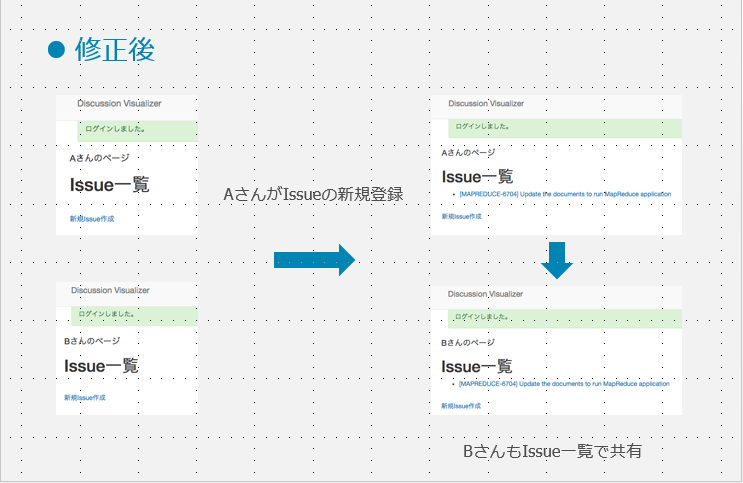 ● 修正後
Discussion Visualizer
ログインしました。
Aさんのページ
Issue一覧
新規Issue作成
AさんがIssueの新規登録
Discussion Visualizer
ログインしました。
Aさんのページ
Issue一覧
• [MAPREDUCE-6704] Update the documents to run MapReduce application
新規Issue作成
Discussion Visualizer
ログインしました。
Bさんのページ
Issue一覧
新規Issue作成
Discussion Visualizer
ログインしました。
Bさんのページ
Issue一覧
• [MAPREDUCE-6704] Update the documents to run MapReduce application
新規Issue作成
BさんもIssue一覧で共有